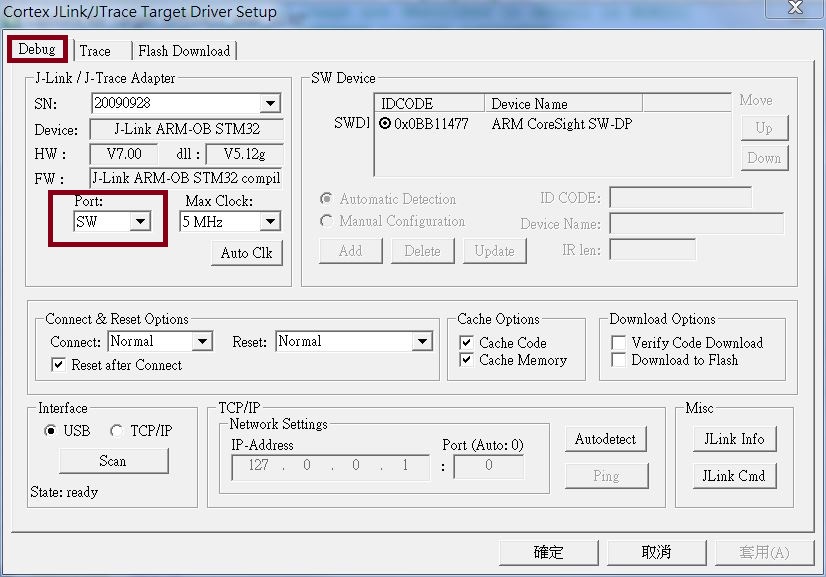 Cortex JLink/JTrace Target Driver Setup
Debug Trace Flash Download
J-Link / J-Trace Adapter
SN: 20090928
Device: J-Link ARM-OB STM32
HW : V7.00 dll : V5.12g
FW : J-Link ARM-OB STM32 compil
Port: Max Clock:
SW 5 MHz
Auto Clk
SW Device
IDCODE Device Name
SWDI 0x0BB11477 ARM CoreSight SW-DP
Move
Up
Down
Automatic Detection ID CODE:
Manual Configuration Device Name:
Add Delete Update IR len:
Connect & Reset Options
Connect: Normal Reset: Normal
Reset after Connect
Cache Options
Cache Code
Cache Memory
Download Options
Verify Code Download
Download to Flash
Interface
USB TCP/IP
Scan
State: ready
TCP/IP
Network Settings
IP-Address Port (Auto: 0)
127 . 0 . 0 . 1 : 0
Autodetect
Ping
Misc
JLink Info
JLink Cmd
確定 取消 套用(A)